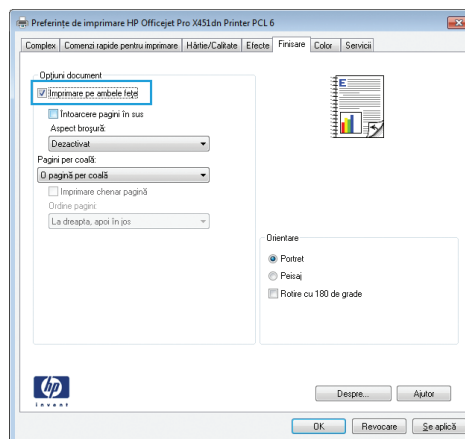 Preferințe de imprimare HP Officejet Pro X451dn Printer PCL 6
Complex Comenzi rapide pentru imprimare Hârtie/Calitate Efecte Finisare Color Servicii
Opțiuni document
Imprimare pe ambele fețe
Întoarcere pagini în sus
Aspect broșură:
Dezactivat
Pagini per coală:
O pagină per coală
Imprimare chenar pagină
Ordine pagini:
La dreapta, apoi în jos
E
Orientare
Portret
Peisaj
Rotire cu 180 de grade
hp
invent
Despre... Ajutor
OK Revocare Se aplică